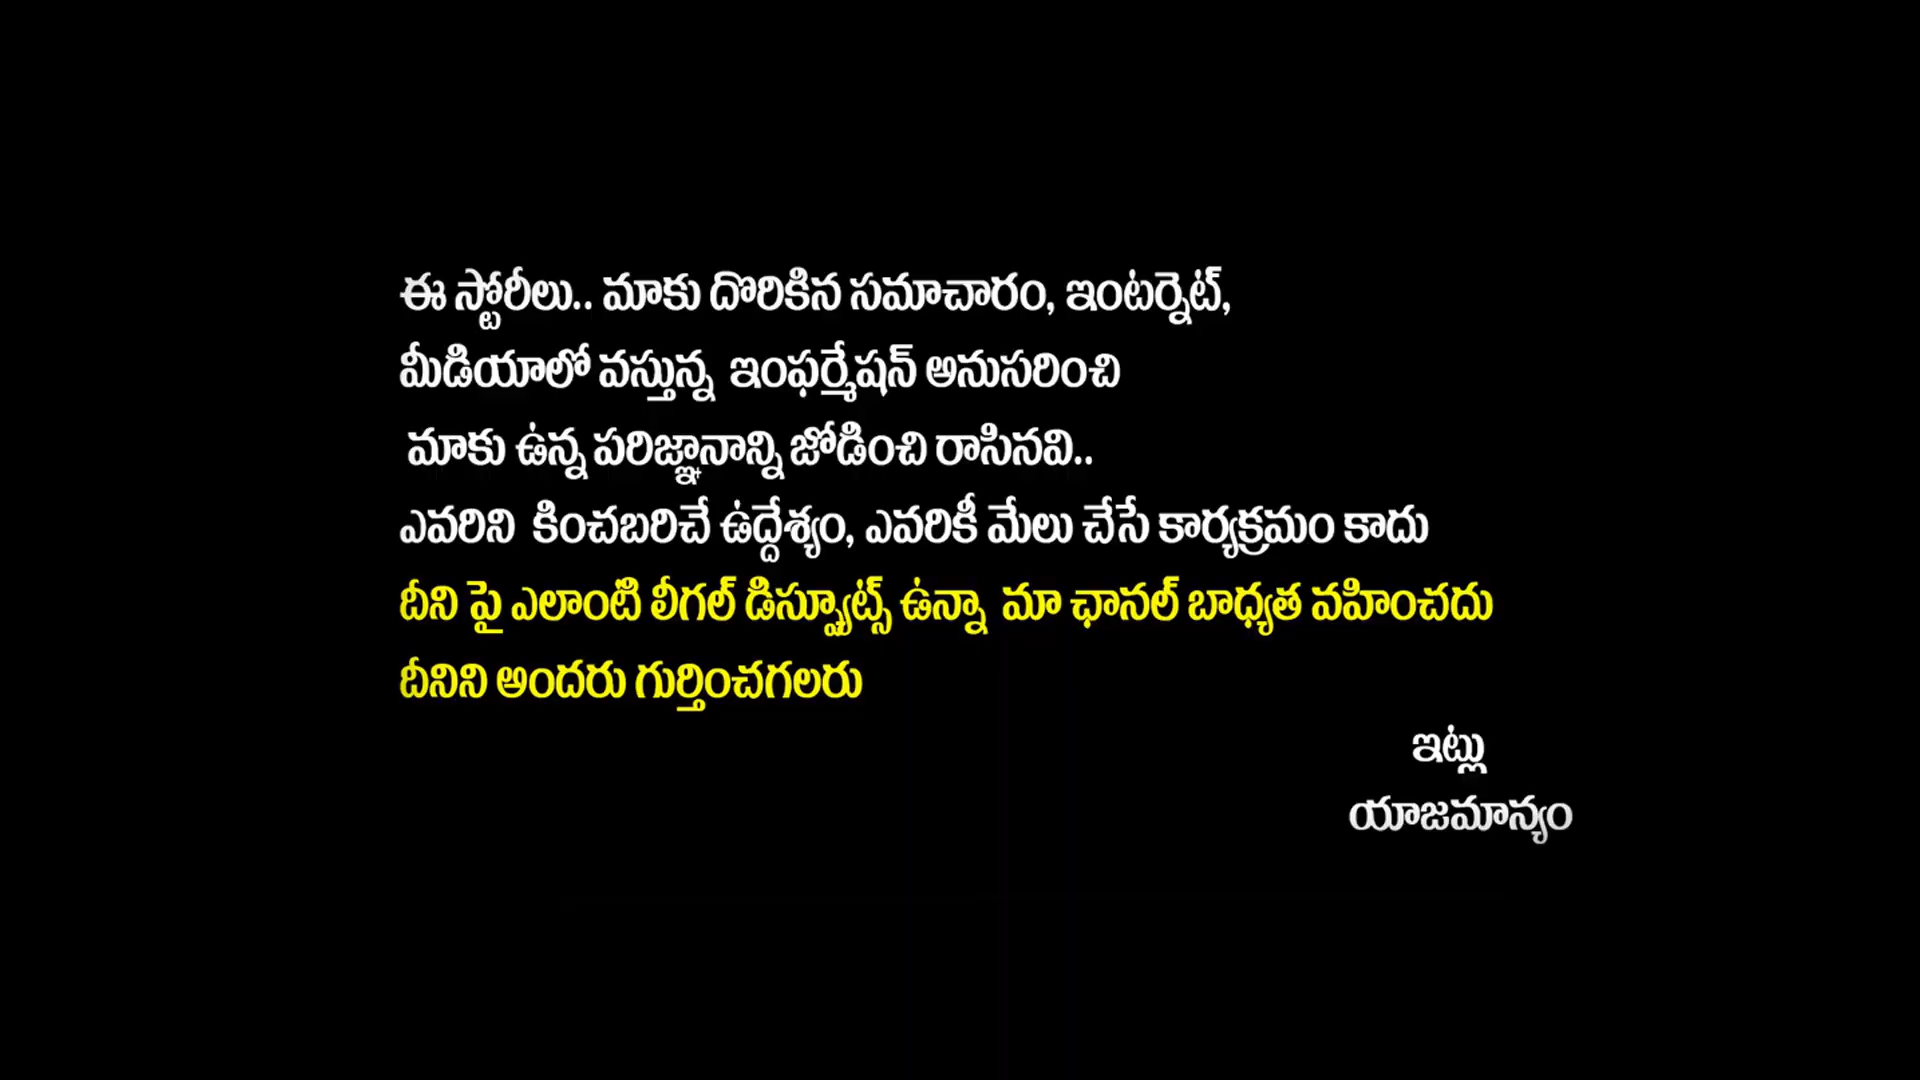 ఈ స్టోరీలు.. మాకు దొరికిన సమాచారం, ఇంటర్నెట్,
మీడియాలో వస్తున్న ఇంఫర్మేషన్ అనుసరించి
మాకు ఉన్న పరిజ్ఞానాన్ని జోడించి రాసినవి..
ఎవరిని కించబరిచే ఉద్దేశ్యం, ఎవరికీ మేలు చేసే కార్యక్రమం కాదు
దీని పై ఎలాంటి లీగల్ డిస్ప్యూట్స్ ఉన్నా మా ఛానల్ బాధ్యత వహించదు
దీనిని అందరు గుర్తించగలరు
ఇట్లు
యాజమాన్యం